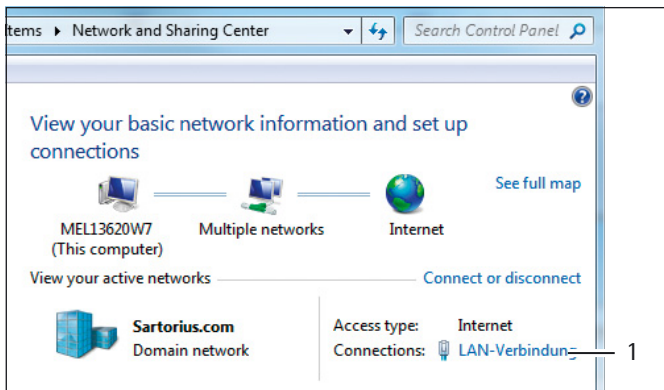 tems ▸ Network and Sharing Center
Search Control Panel
View your basic network information and set up
connections
See full map
MEL13620W7
(This computer)
Multiple networks
Internet
View your active networks
Connect or disconnect
Sartorius.com
Domain network
Access type: Internet
Connections: LAN-Verbindung
1